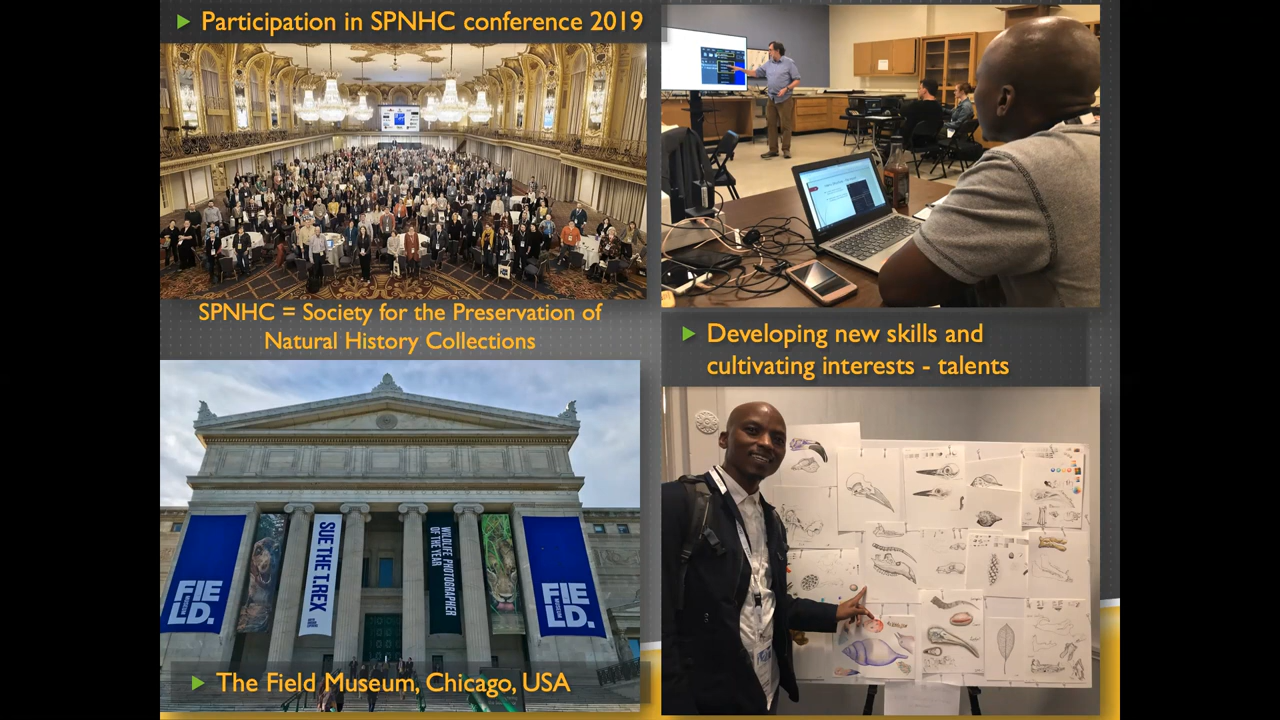 Participation in SPNHC conference 2019
SPNHC = Society for the Preservation of
Natural History Collections
Developing new skills and
cultivating interests - talents
FIE
LD.
MUSEUM
SUE THE T. REX
WILDLIFE PHOTOGRAPHER
OF THE YEAR
FIE
LD.
MUSEUM
The Field Museum, Chicago, USA